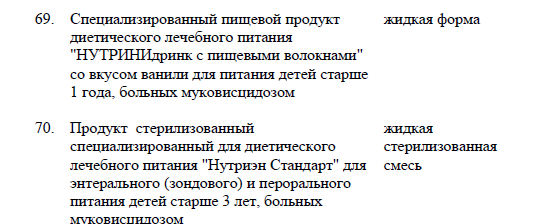 69. Специализированный пищевой продукт жидкая форма
диетического лечебного питания
"НУТРИНИдринк с пищевыми волокнами"
со вкусом ванили для питания детей старше
1 года, больных муковисцидозом
70. Продукт стерилизованный жидкая
специализированный для диетического стерилизованная
лечебного питания "Нутриэн Стандарт" для смесь
энтерального (зондового) и перорального
питания детей старше 3 лет, больных
муковисцидозом